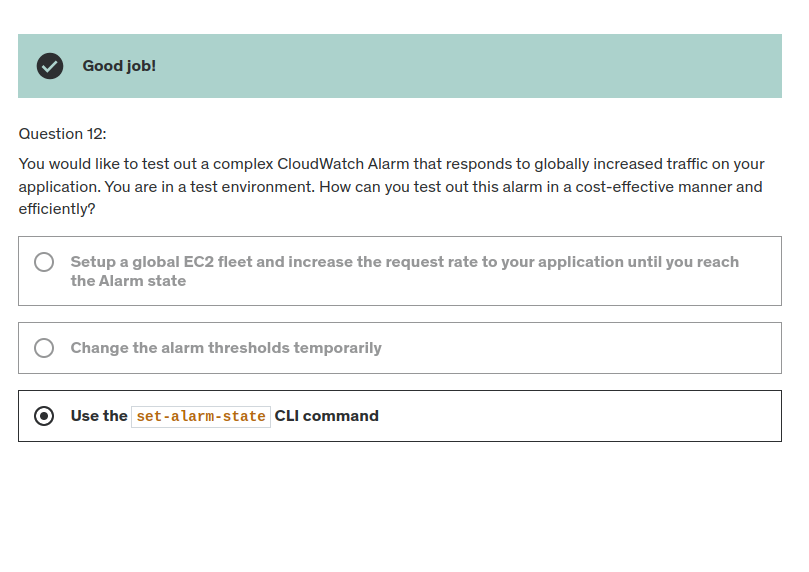 Good job!
Question 12:
You would like to test out a complex CloudWatch Alarm that responds to globally increased traffic on your
application. You are in a test environment. How can you test out this alarm in a cost-effective manner and
efficiently?
Setup a global EC2 fleet and increase the request rate to your application until you reach
the Alarm state
Change the alarm thresholds temporarily
Use the set-alarm-state CLI command